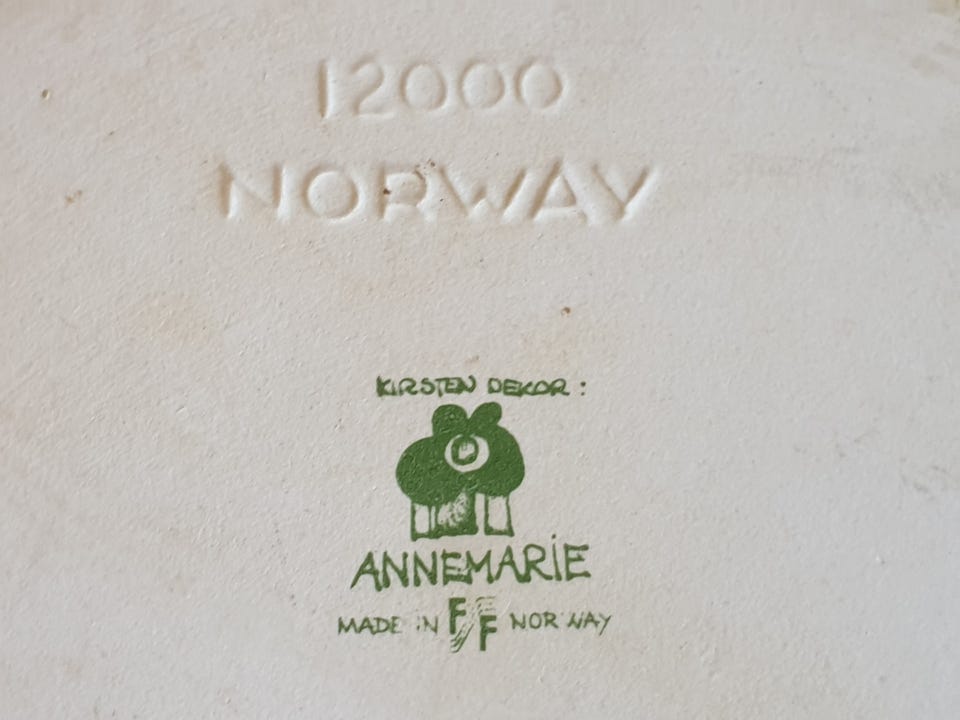 12000
NORWAY
KIRSTEN DEKOR:
ANNEMARIE
MADE IN FF NORWAY